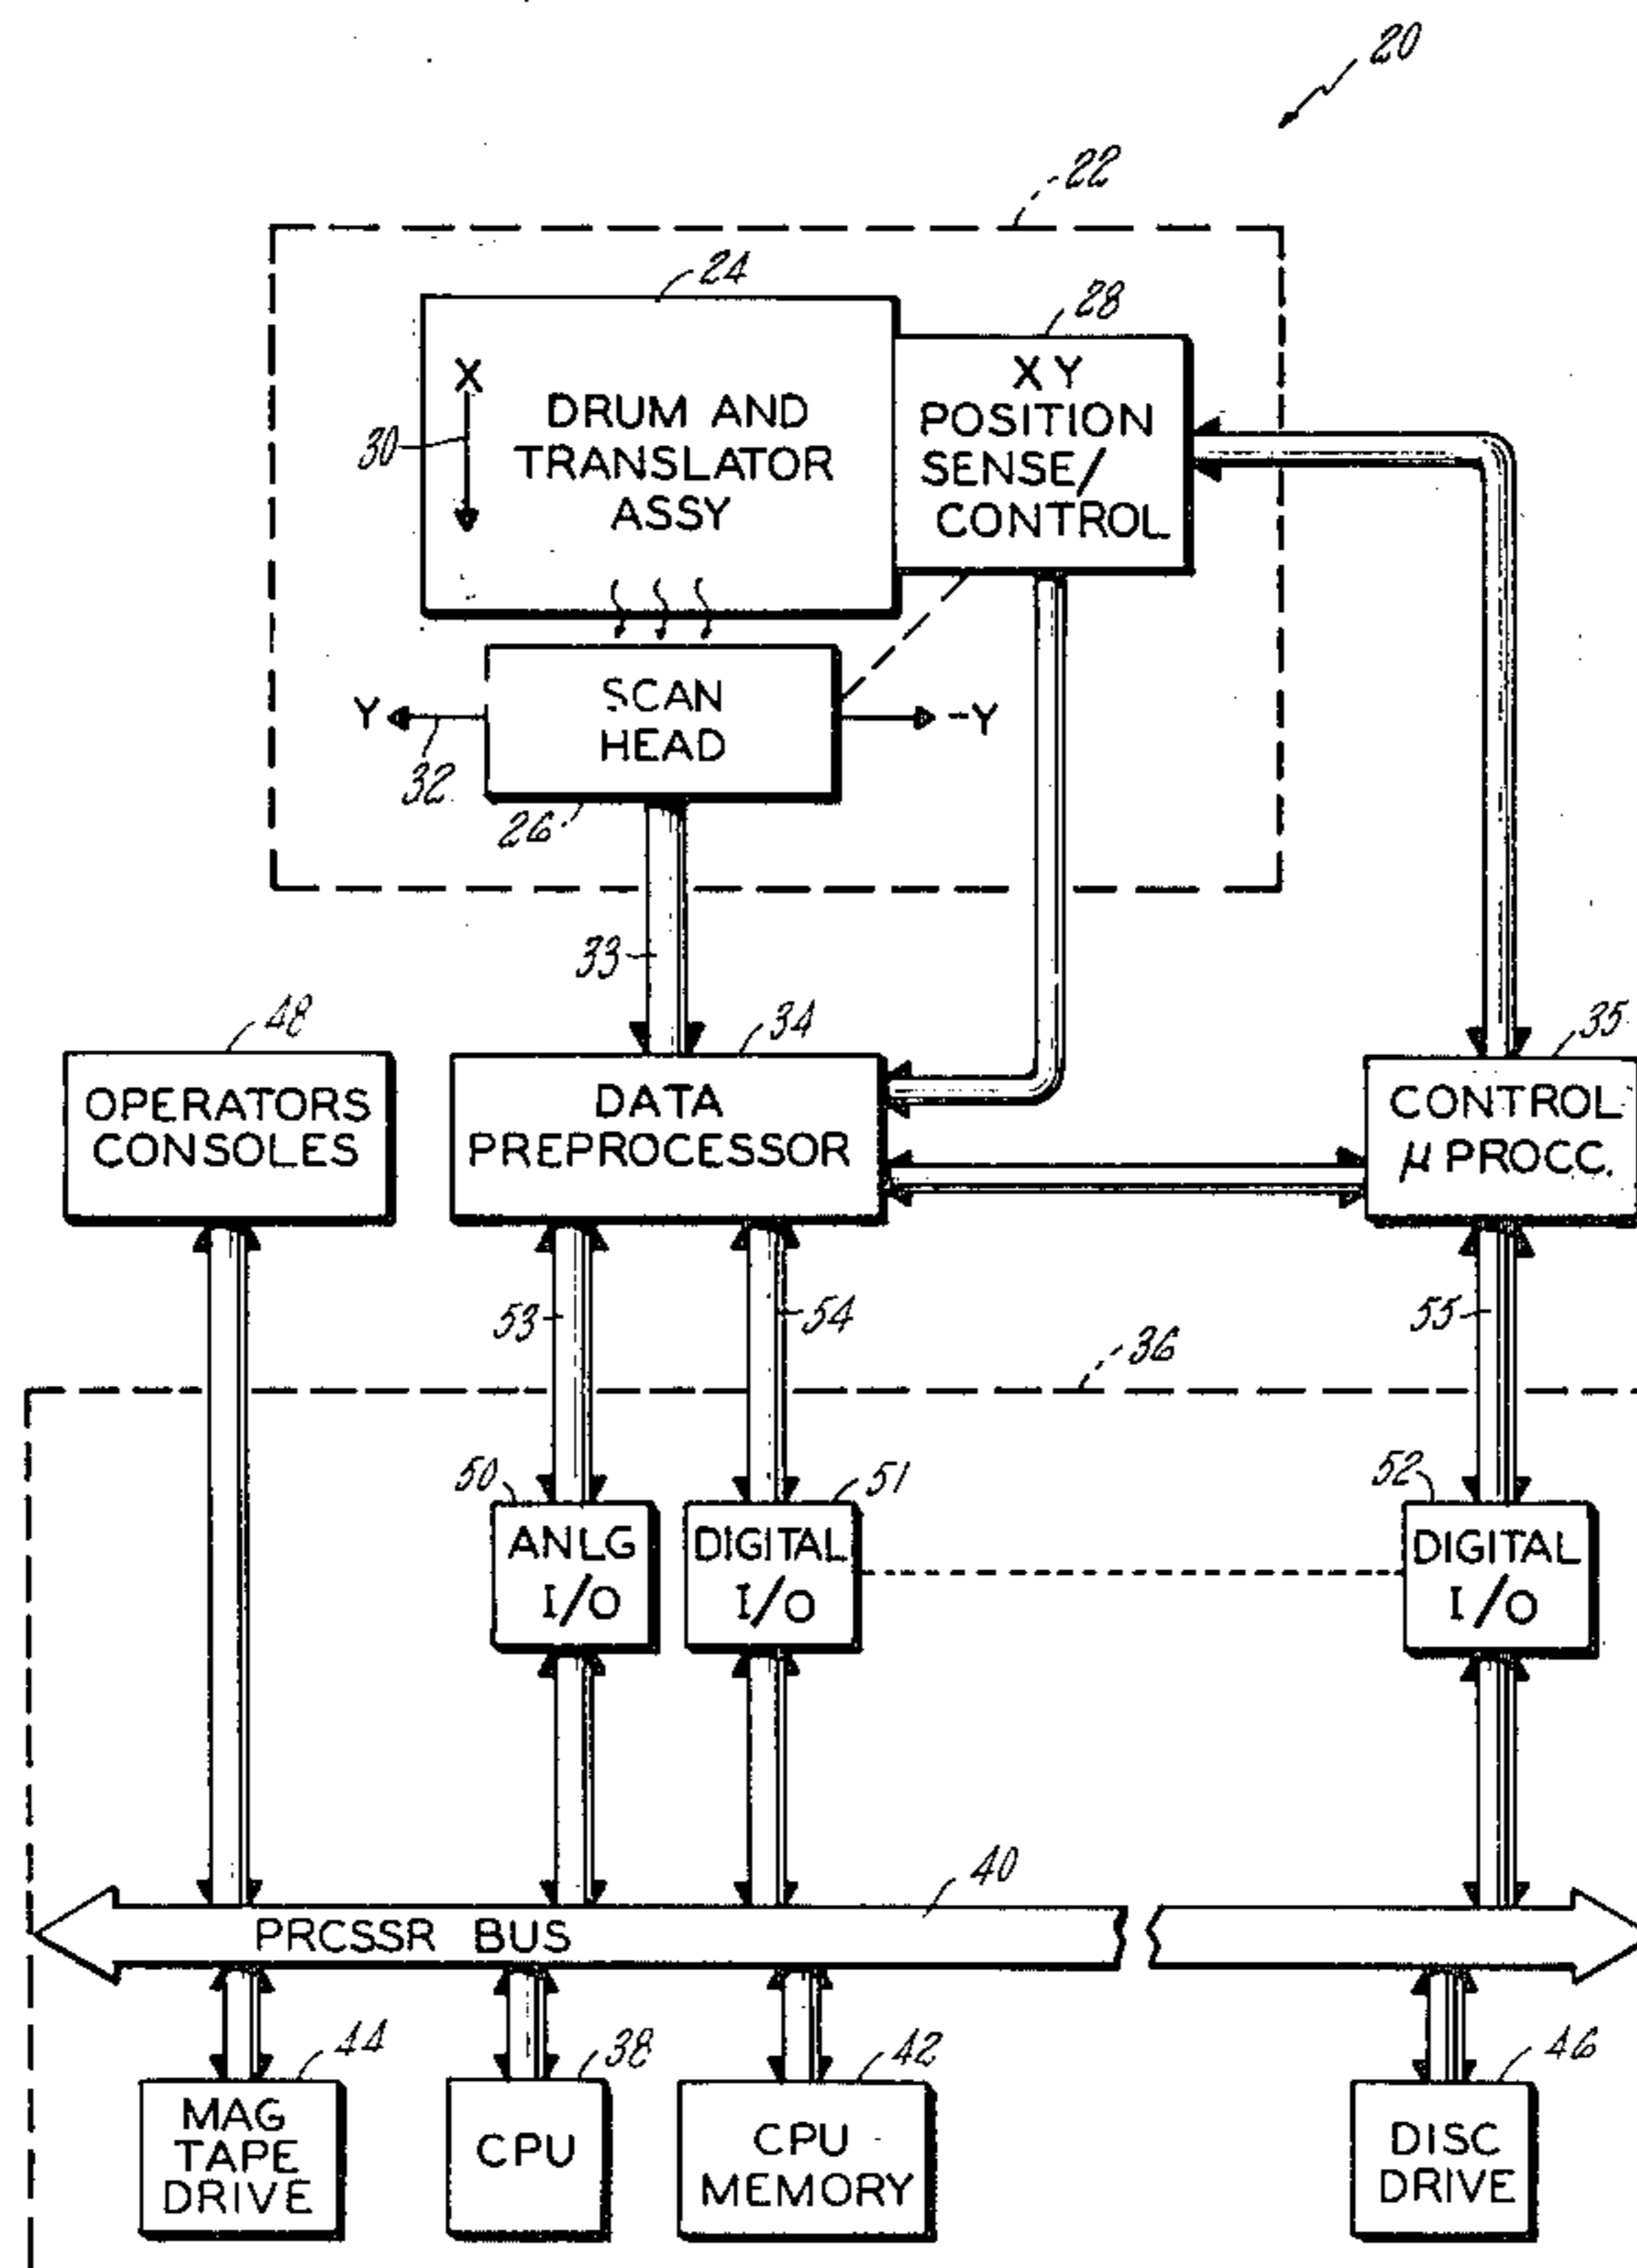 20
22
24
28
X
30
DRUM AND
TRANSLATOR
ASSY
X Y
POSITION
SENSE/
CONTROL
Y
32
SCAN
HEAD
-Y
26
33
48
34
35
OPERATORS
CONSOLES
DATA
PREPROCESSOR
CONTROL
μ PROCC.
53
54
55
36
50
51
52
ANLG
I/O
DIGITAL
I/O
DIGITAL
I/O
40
PRCSSR BUS
44
38
42
46
MAG
TAPE
DRIVE
CPU
CPU
MEMORY
DISC
DRIVE